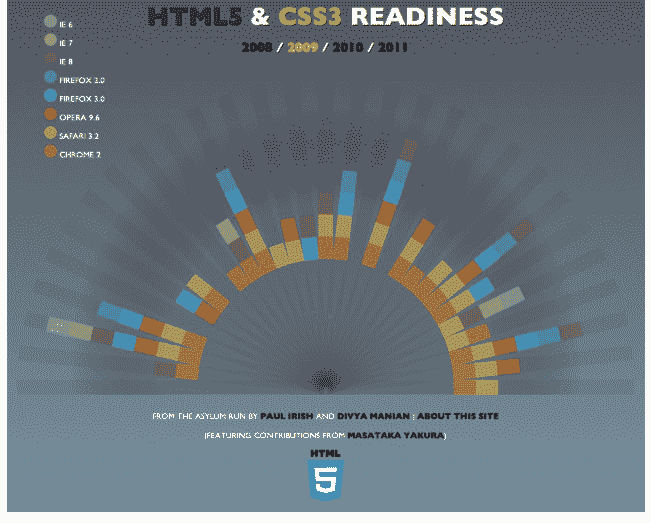 HTML5 & CSS3 READINESS
2008 / 2009 / 2010 / 2011
IE 6
IE 7
IE 8
FIREFOX 2.0
FIREFOX 3.0
OPERA 9.6
SAFARI 3.2
CHROME 2
FROM THE ASYLUM RUN BY PAUL IRISH AND DIVYA MANIAN : ABOUT THIS SITE
(FEATURING CONTRIBUTIONS FROM MASATAKA YAKURA)
HTML
5